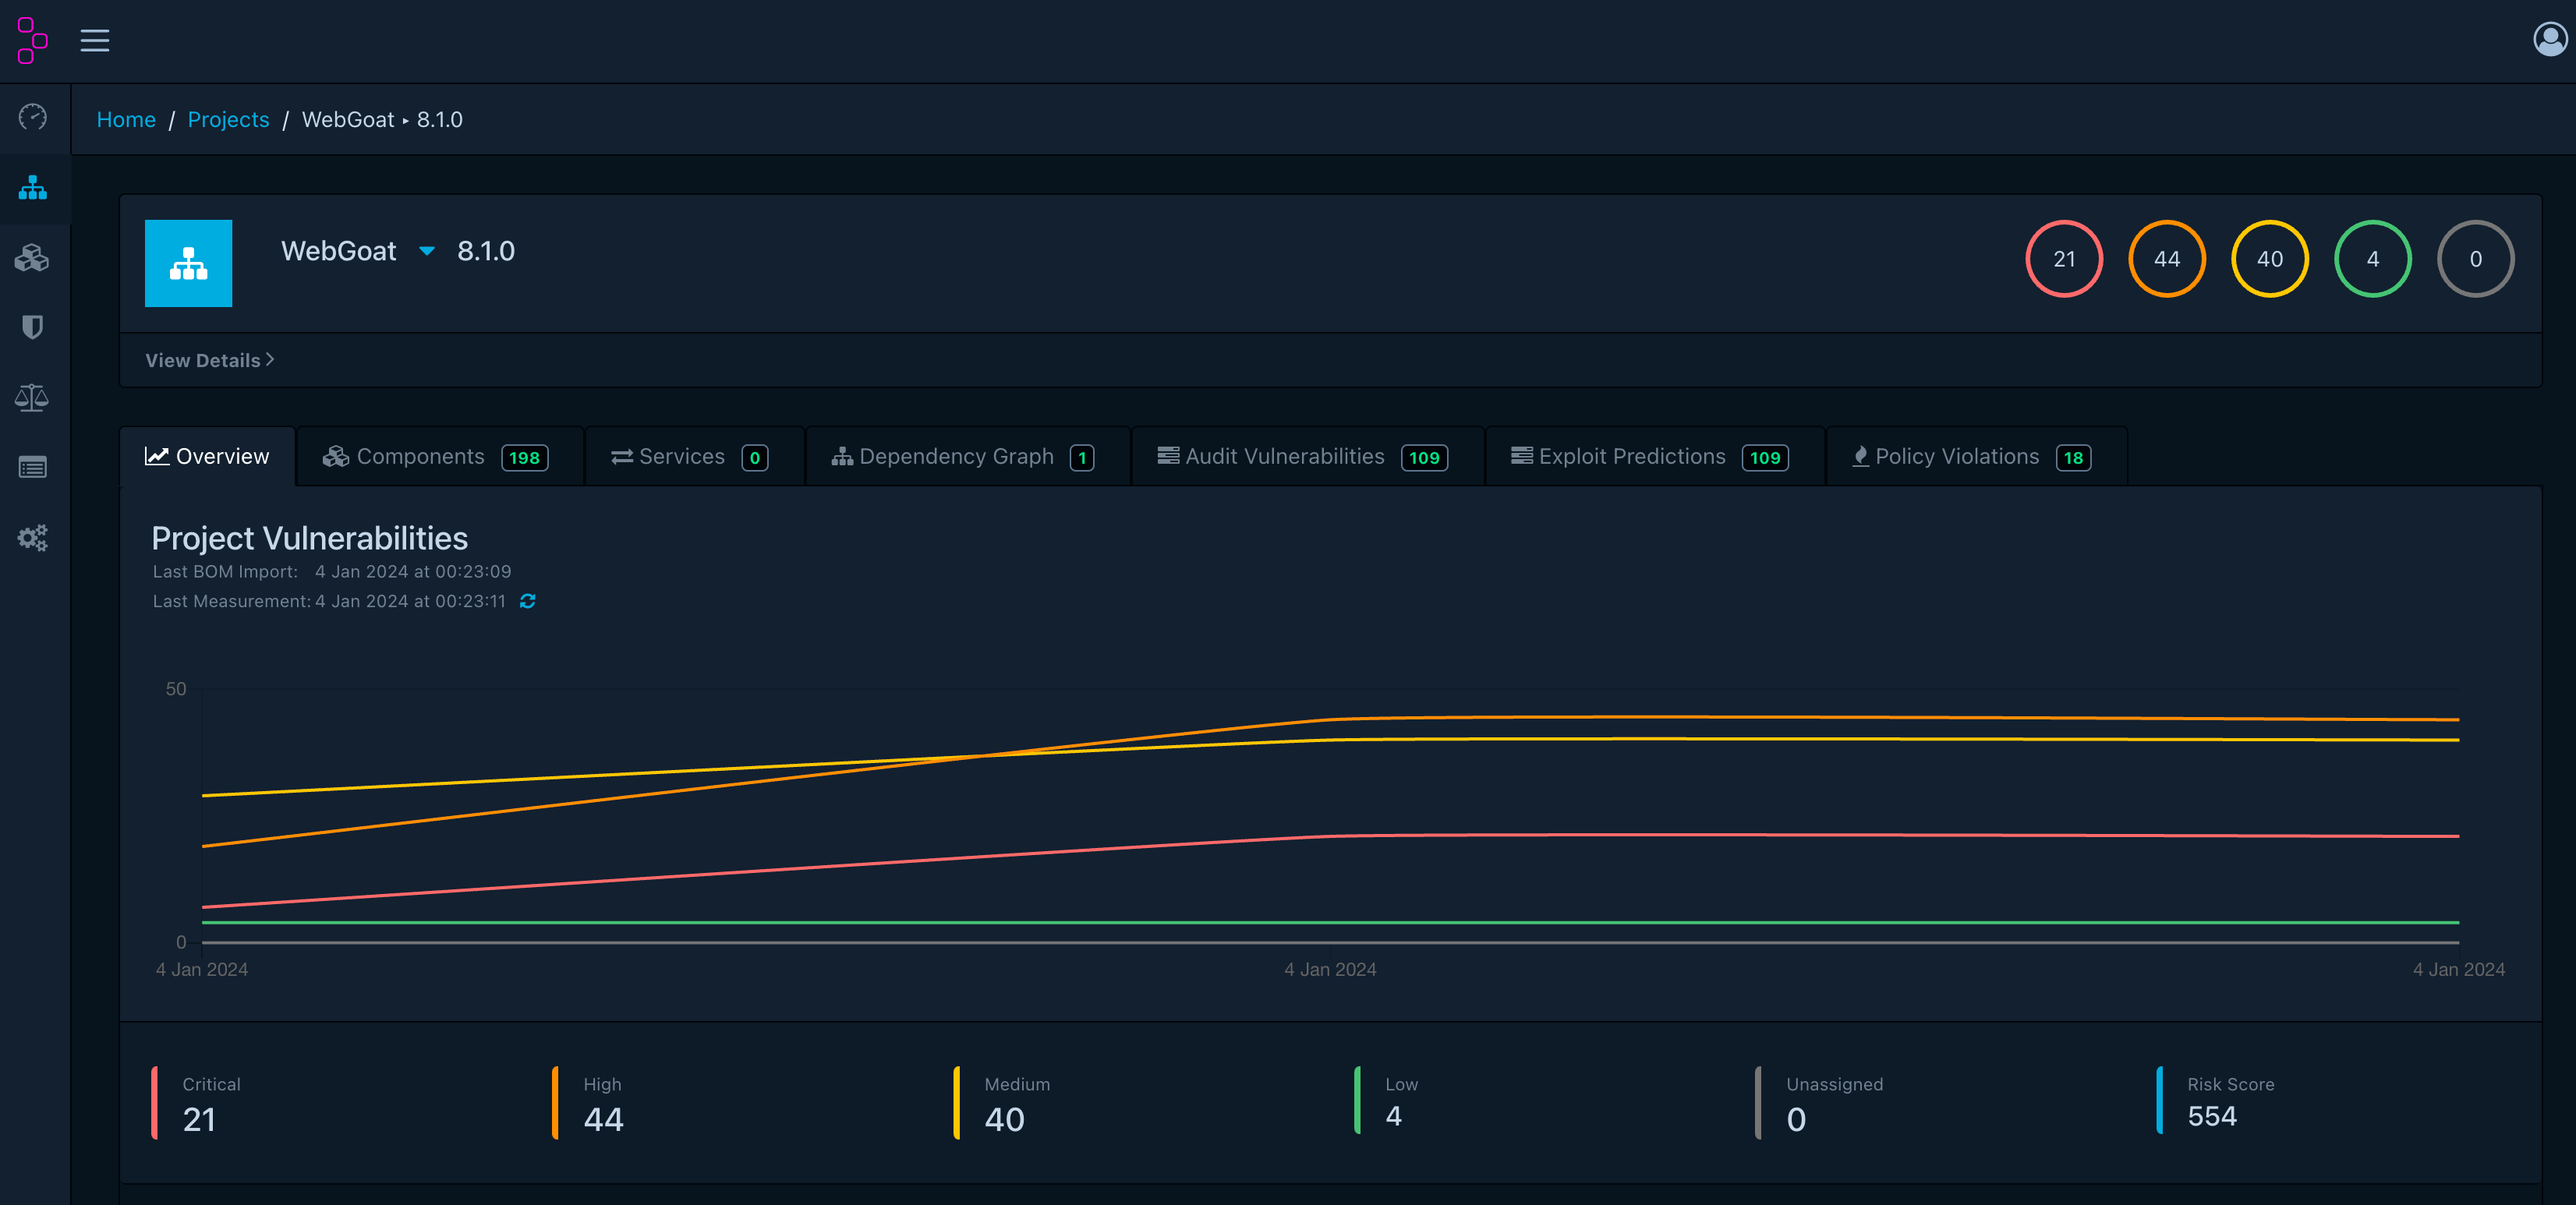 Home / Projects / WebGoat ▸ 8.1.0
WebGoat 8.1.0
21 44 40 4 0
View Details
Overview Components 198 Services 0 Dependency Graph 1 Audit Vulnerabilities 109 Exploit Predictions 109 Policy Violations 18
Project Vulnerabilities
Last BOM Import: 4 Jan 2024 at 00:23:09
Last Measurement: 4 Jan 2024 at 00:23:11
50
0
4 Jan 2024 4 Jan 2024 4 Jan 2024
Critical High Medium Low Unassigned Risk Score
21 44 40 4 0 554